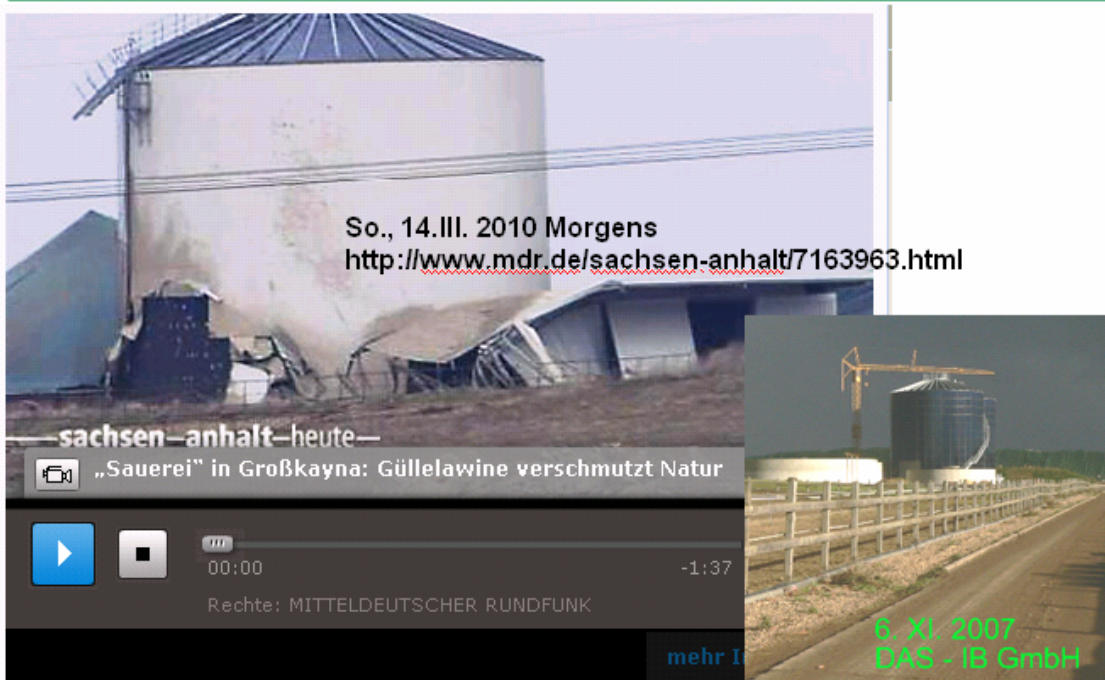 So., 14.III. 2010 Morgens
http://www.mdr.de/sachsen-anhalt/7163963.html
sachsen-anhalt-heute
„Sauerei" in Großkayna: Güllelawine verschmutzt Natur
00:00
-1:37
Rechte: MITTELDEUTSCHER RUNDFUNK
mehr
6. XI. 2007
DAS - IB GmbH